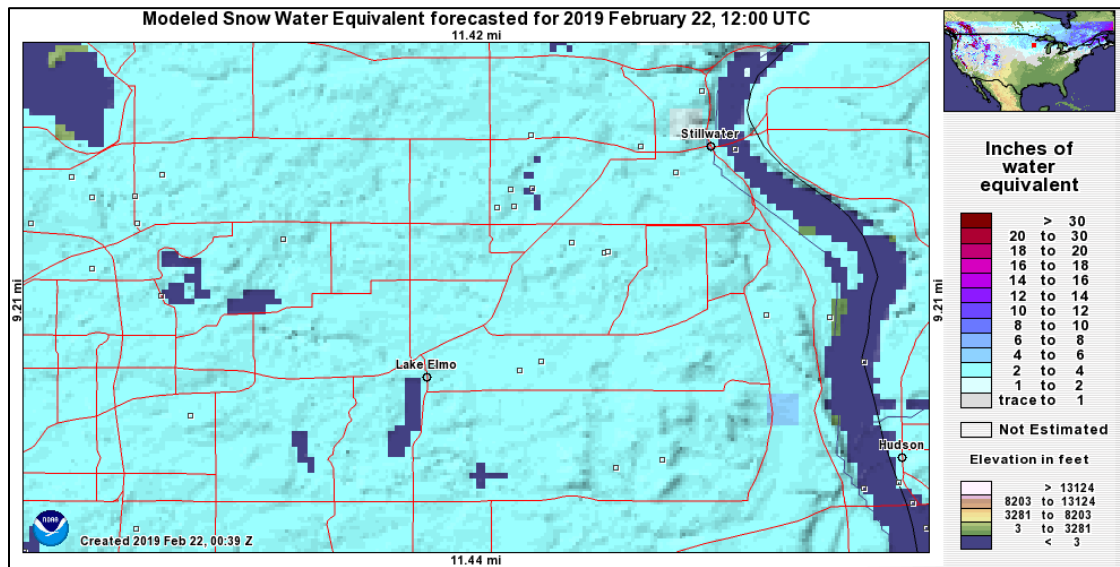 Modeled Snow Water Equivalent forecasted for 2019 February 22, 12:00 UTC
11.42 mi
9.21 mi
9.21 mi
Stillwater
Lake Elmo
Hudson
NOAA
Created 2019 Feb 22, 00:39 Z
11.44 mi
Inches of
water
equivalent
> 30
20 to 30
18 to 20
16 to 18
14 to 16
12 to 14
10 to 12
8 to 10
6 to 8
4 to 6
2 to 4
1 to 2
trace to 1
Not Estimated
Elevation in feet
> 13124
8203 to 13124
3281 to 8203
3 to 3281
< 3